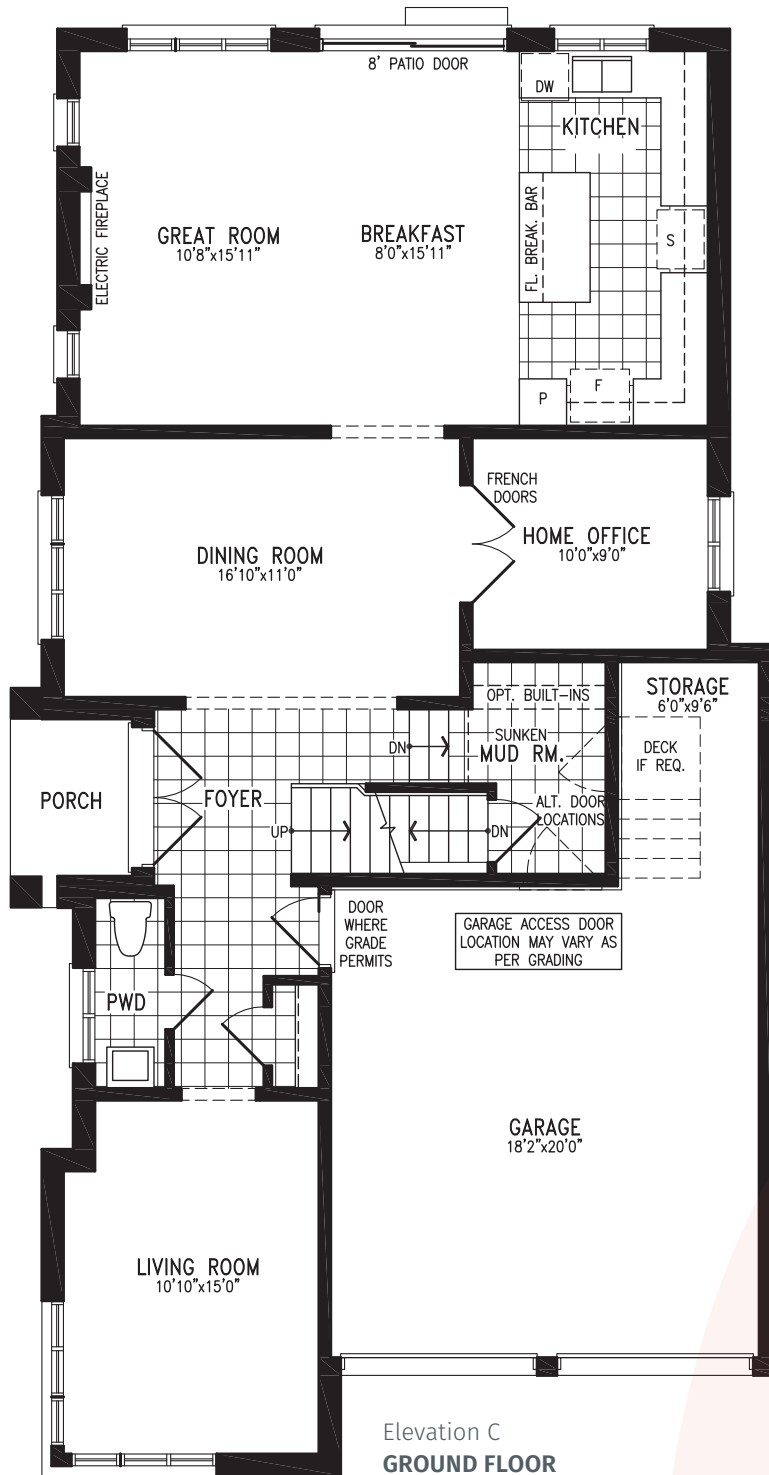 8' PATIO DOOR
DW
KITCHEN
ELECTRIC FIREPLACE
GREAT ROOM
10'8"x15'11"
BREAKFAST
8'0"x15'11"
FL. BREAK. BAR
S
P
F
FRENCH
DOORS
DINING ROOM
16'10"x11'0"
HOME OFFICE
10'0"x9'0"
OPT. BUILT-INS
STORAGE
6'0"x9'6"
SUNKEN
MUD RM.
DN
DECK
IF REQ.
PORCH
FOYER
ALT. DOOR
LOCATIONS
UP
DN
DOOR
WHERE
GRADE
PERMITS
GARAGE ACCESS DOOR
LOCATION MAY VARY AS
PER GRADING
PWD
GARAGE
18'2"x20'0"
LIVING ROOM
10'10"x15'0"
Elevation C
GROUND FLOOR